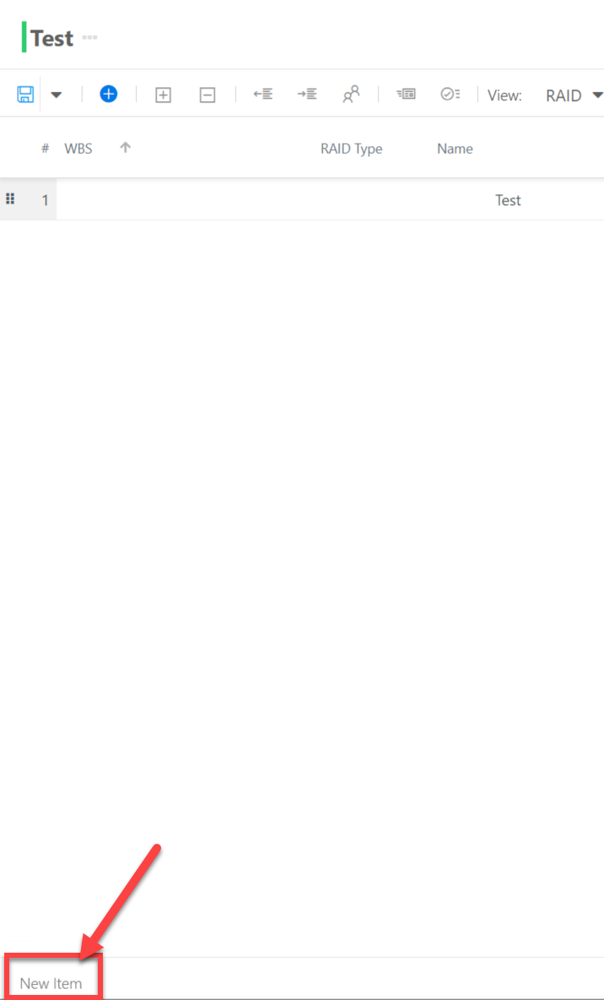 Test
View: RAID
# WBS RAID Type Name
1 Test
New Item